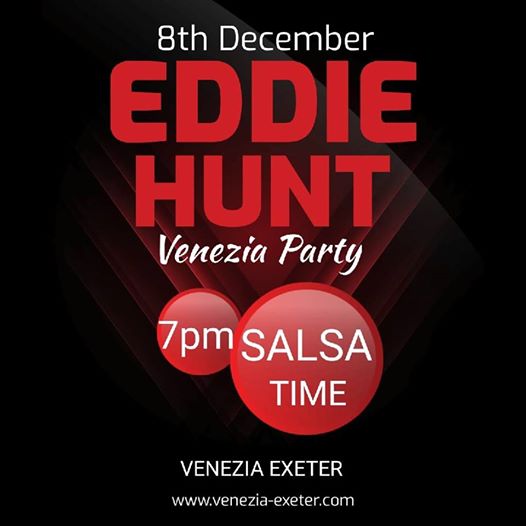 8th December
EDDIE
HUNT
Venezia Party
7pm
SALSA
TIME
VENEZIA EXETER
www.venezia-exeter.com